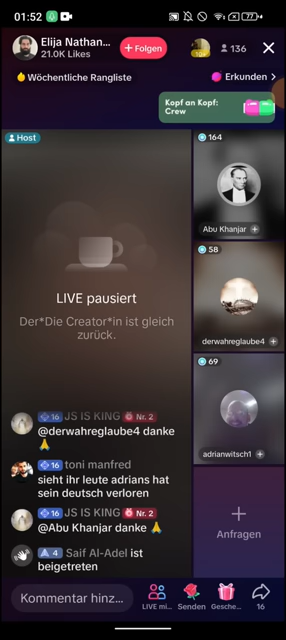 01:52
77
Elija Nathan...
21.0K Likes
+ Folgen
136
Wöchentliche Rangliste
Erkunden >
Kopf an Kopf:
Crew
Host
164
Abu Khanjar +
LIVE pausiert
Der*Die Creator*in ist gleich
zurück.
58
derwahreglaube4 +
69
adrianwitsch1 +
16 JS IS KING Nr. 2
@derwahreglaube4 danke
🙏
16 toni manfred
sieht ihr leute adrians hat
sein deutsch verloren
16 JS IS KING Nr. 2
@Abu Khanjar danke 🙏
4 Saif Al-Adel ist
beigetreten
+
Anfragen
Kommentar hinz...
LIVE mi...
Senden
Gesche...
16